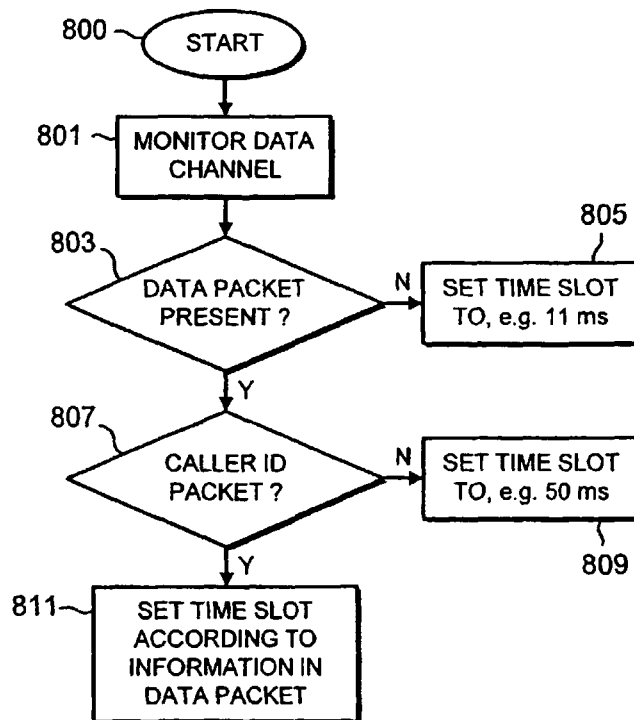 800
START
801
MONITOR DATA
CHANNEL
803
DATA PACKET
PRESENT ?
N
805
SET TIME SLOT
TO, e.g. 11 ms
Y
807
CALLER ID
PACKET ?
N
SET TIME SLOT
TO, e.g. 50 ms
809
Y
811
SET TIME SLOT
ACCORDING TO
INFORMATION IN
DATA PACKET